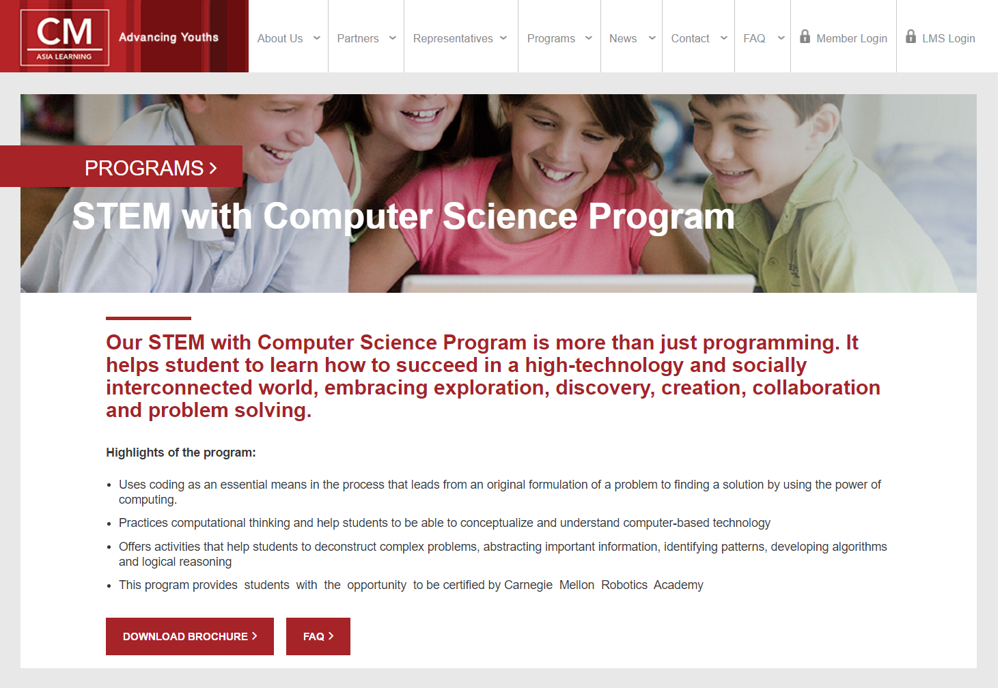 CM
ASIA LEARNING
Advancing Youths
About Us
Partners
Representatives
Programs
News
Contact
FAQ
Member Login
LMS Login
PROGRAMS
STEM with Computer Science Program
Our STEM with Computer Science Program is more than just programming. It
helps student to learn how to succeed in a high-technology and socially
interconnected world, embracing exploration, discovery, creation, collaboration
and problem solving.
Highlights of the program:
• Uses coding as an essential means in the process that leads from an original formulation of a problem to finding a solution by using the power of
computing.
• Practices computational thinking and help students to be able to conceptualize and understand computer-based technology
• Offers activities that help students to deconstruct complex problems, abstracting important information, identifying patterns, developing algorithms
and logical reasoning
• This program provides students with the opportunity to be certified by Carnegie Mellon Robotics Academy
DOWNLOAD BROCHURE
FAQ